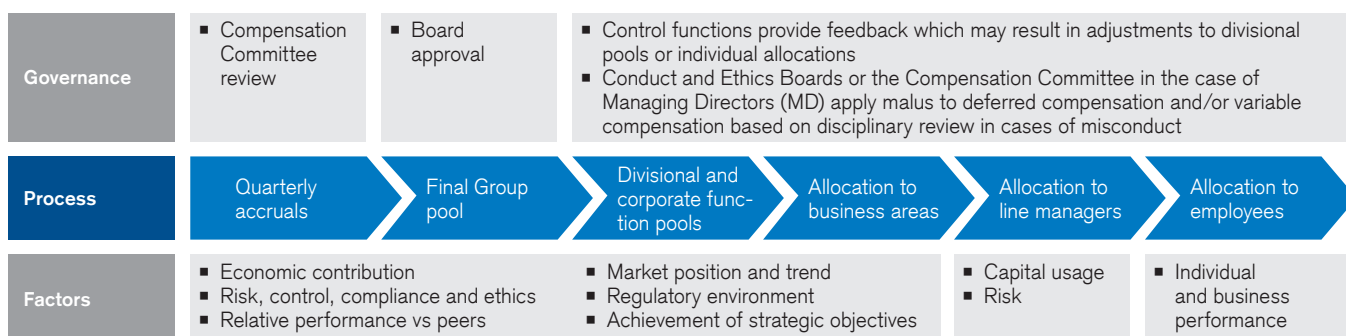 Governance
▪ Compensation
Committee
review
▪ Board
approval
▪ Control functions provide feedback which may result in adjustments to divisional
pools or individual allocations
▪ Conduct and Ethics Boards or the Compensation Committee in the case of
Managing Directors (MD) apply malus to deferred compensation and/or variable
compensation based on disciplinary review in cases of misconduct
Process
Quarterly
accruals
Final Group
pool
Divisional and
corporate func-
tion pools
Allocation to
business areas
Allocation to
line managers
Allocation to
employees
Factors
▪ Economic contribution
▪ Risk, control, compliance and ethics
▪ Relative performance vs peers
▪ Market position and trend
▪ Regulatory environment
▪ Achievement of strategic objectives
▪ Capital usage
▪ Risk
▪ Individual
and business
performance